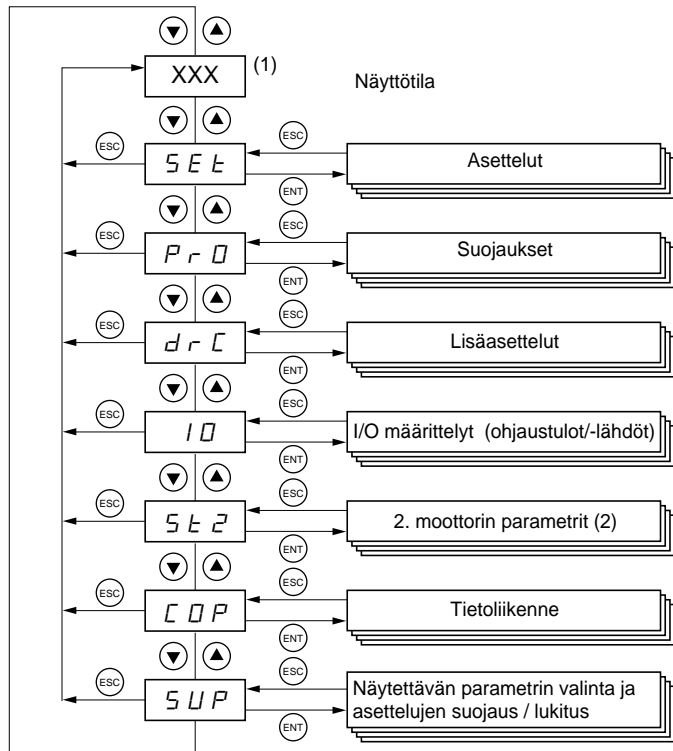 XXX
(1)
Näyttötila
ESC
ESC
SEt
Asettelut
ENT
ESC
ESC
PrO
Suojaukset
ENT
ESC
ESC
drC
Lisäasettelut
ENT
ESC
ESC
IO
I/O määrittelyt (ohjaustulot/-lähdöt)
ENT
ESC
ESC
St2
2. moottorin parametrit (2)
ENT
ESC
ESC
COP
Tietoliikenne
ENT
ESC
ESC
SUP
Näytettävän parametrin valinta ja
asettelujen suojaus / lukitus
ENT